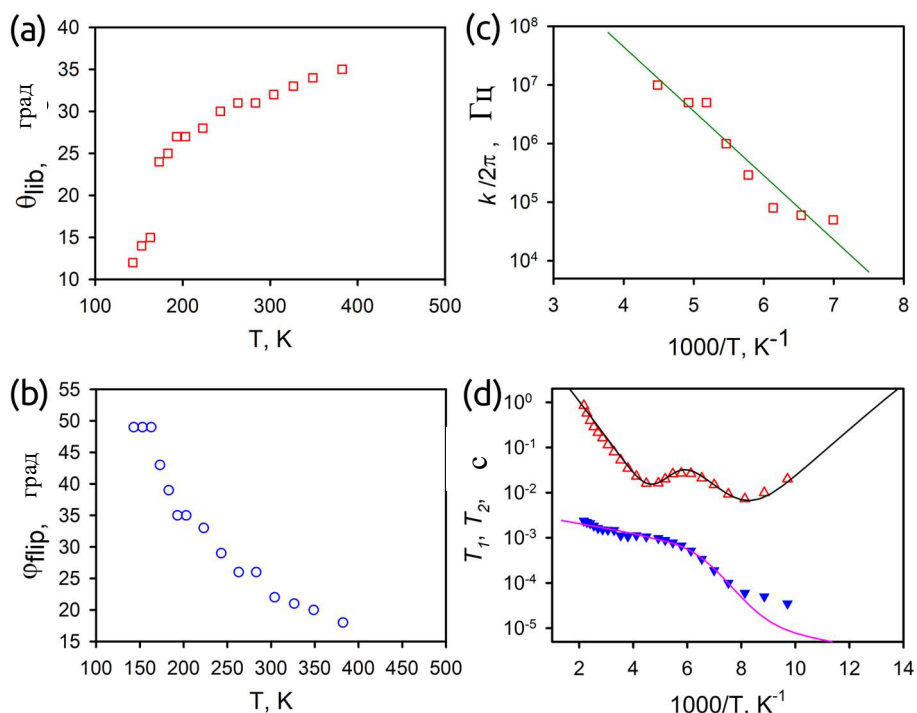 (a)
θlib, град
40
35
30
25
20
15
10
100 200 300 400 500
T, K
(c)
k/2π, Гц
10⁸
10⁷
10⁶
10⁵
10⁴
3 4 5 6 7 8
1000/T, K⁻¹
(b)
φflip, град
55
50
45
40
35
30
25
20
15
100 150 200 250 300 350 400 450 500
T, K
(d)
T₁, T₂, с
10⁰
10⁻¹
10⁻²
10⁻³
10⁻⁴
10⁻⁵
2 4 6 8 10 12 14
1000/T, K⁻¹